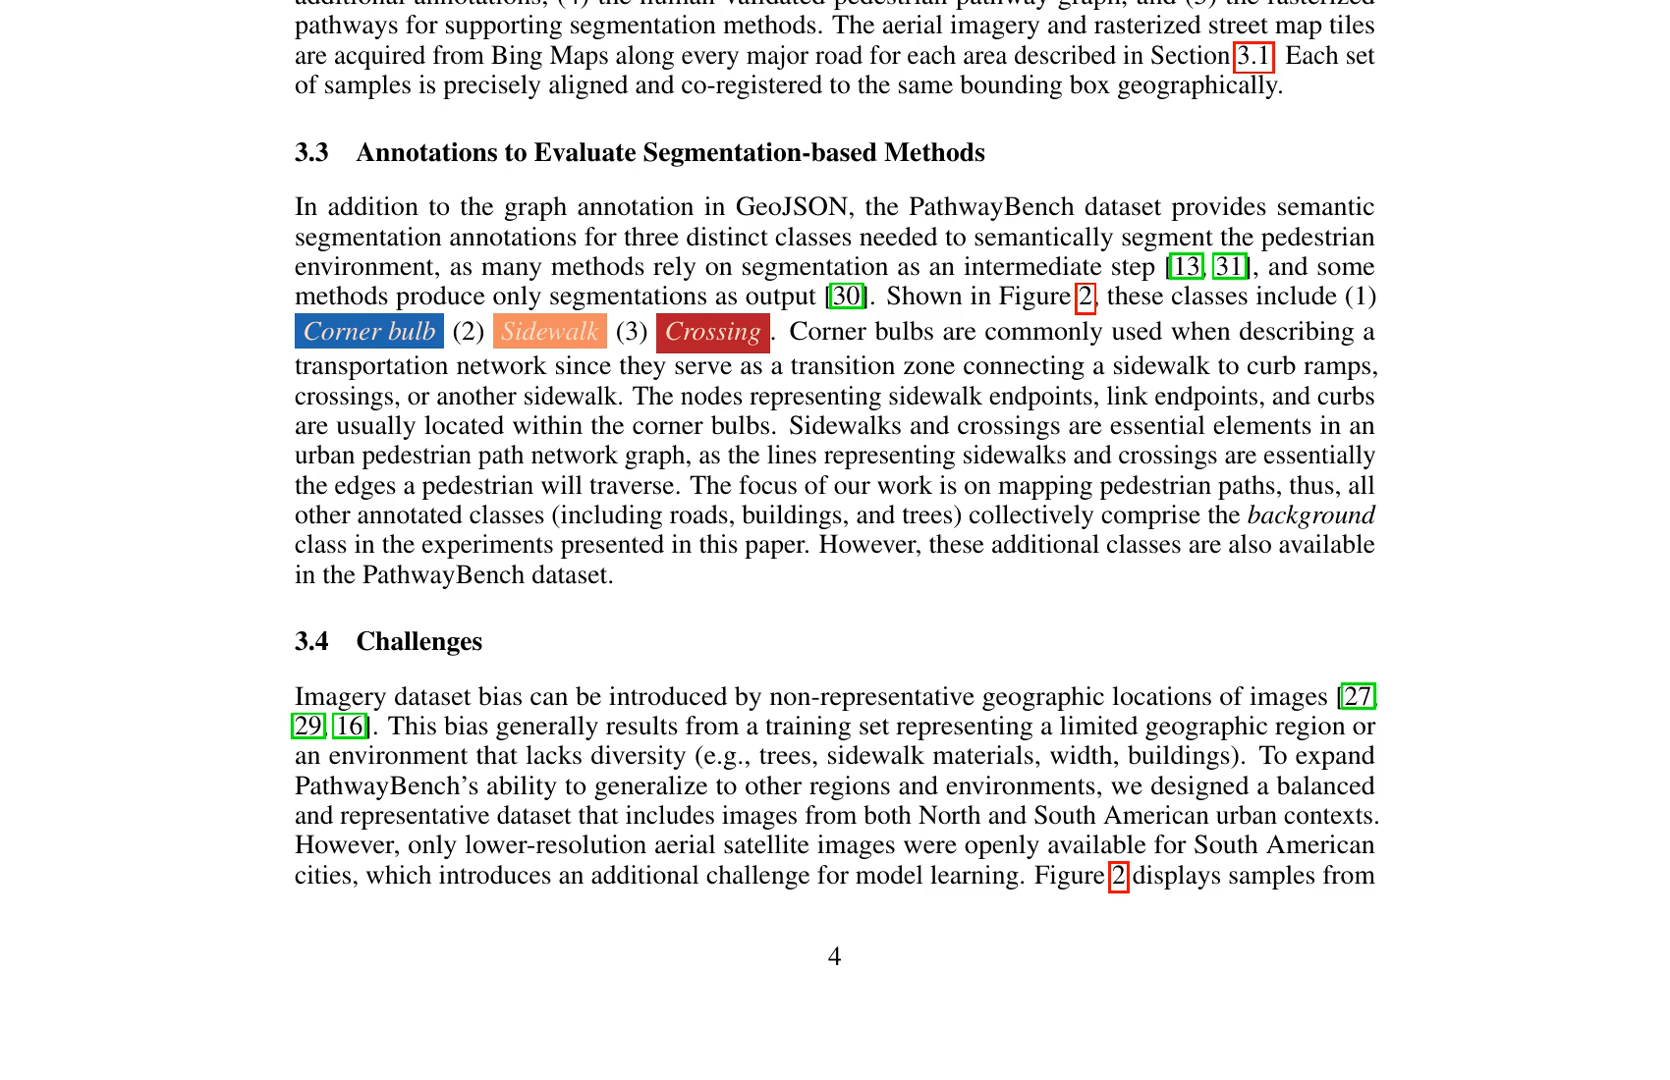 additional annotations, (4) the human-validated pedestrian pathway graph, and (5) the rasterized
pathways for supporting segmentation methods. The aerial imagery and rasterized street map tiles
are acquired from Bing Maps along every major road for each area described in Section 3.1. Each set
of samples is precisely aligned and co-registered to the same bounding box geographically.
3.3 Annotations to Evaluate Segmentation-based Methods
In addition to the graph annotation in GeoJSON, the PathwayBench dataset provides semantic
segmentation annotations for three distinct classes needed to semantically segment the pedestrian
environment, as many methods rely on segmentation as an intermediate step [13, 31], and some
methods produce only segmentations as output [30]. Shown in Figure 2, these classes include (1)
Corner bulb (2) Sidewalk (3) Crossing. Corner bulbs are commonly used when describing a
transportation network since they serve as a transition zone connecting a sidewalk to curb ramps,
crossings, or another sidewalk. The nodes representing sidewalk endpoints, link endpoints, and curbs
are usually located within the corner bulbs. Sidewalks and crossings are essential elements in an
urban pedestrian path network graph, as the lines representing sidewalks and crossings are essentially
the edges a pedestrian will traverse. The focus of our work is on mapping pedestrian paths, thus, all
other annotated classes (including roads, buildings, and trees) collectively comprise the background
class in the experiments presented in this paper. However, these additional classes are also available
in the PathwayBench dataset.
3.4 Challenges
Imagery dataset bias can be introduced by non-representative geographic locations of images [27,
29, 16]. This bias generally results from a training set representing a limited geographic region or
an environment that lacks diversity (e.g., trees, sidewalk materials, width, buildings). To expand
PathwayBench's ability to generalize to other regions and environments, we designed a balanced
and representative dataset that includes images from both North and South American urban contexts.
However, only lower-resolution aerial satellite images were openly available for South American
cities, which introduces an additional challenge for model learning. Figure 2 displays samples from
4